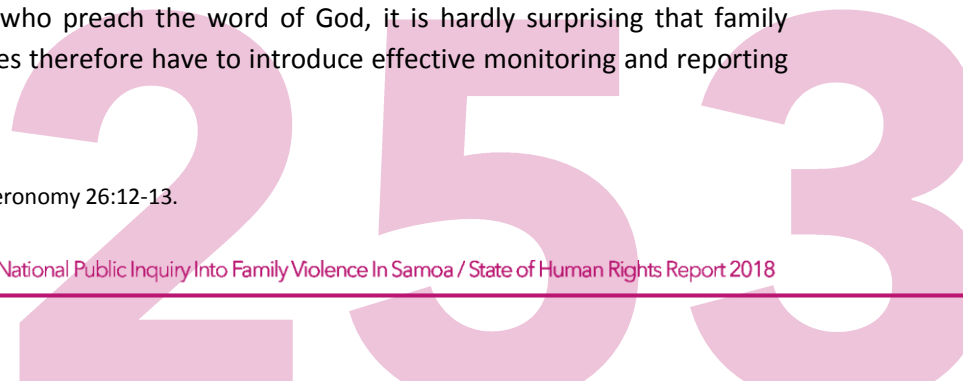 who preach the word of God, it is hardly surprising that family
es therefore have to introduce effective monitoring and reporting
eronomy 26:12-13.
National Public Inquiry Into Family Violence In Samoa / State of Human Rights Report 2018
253